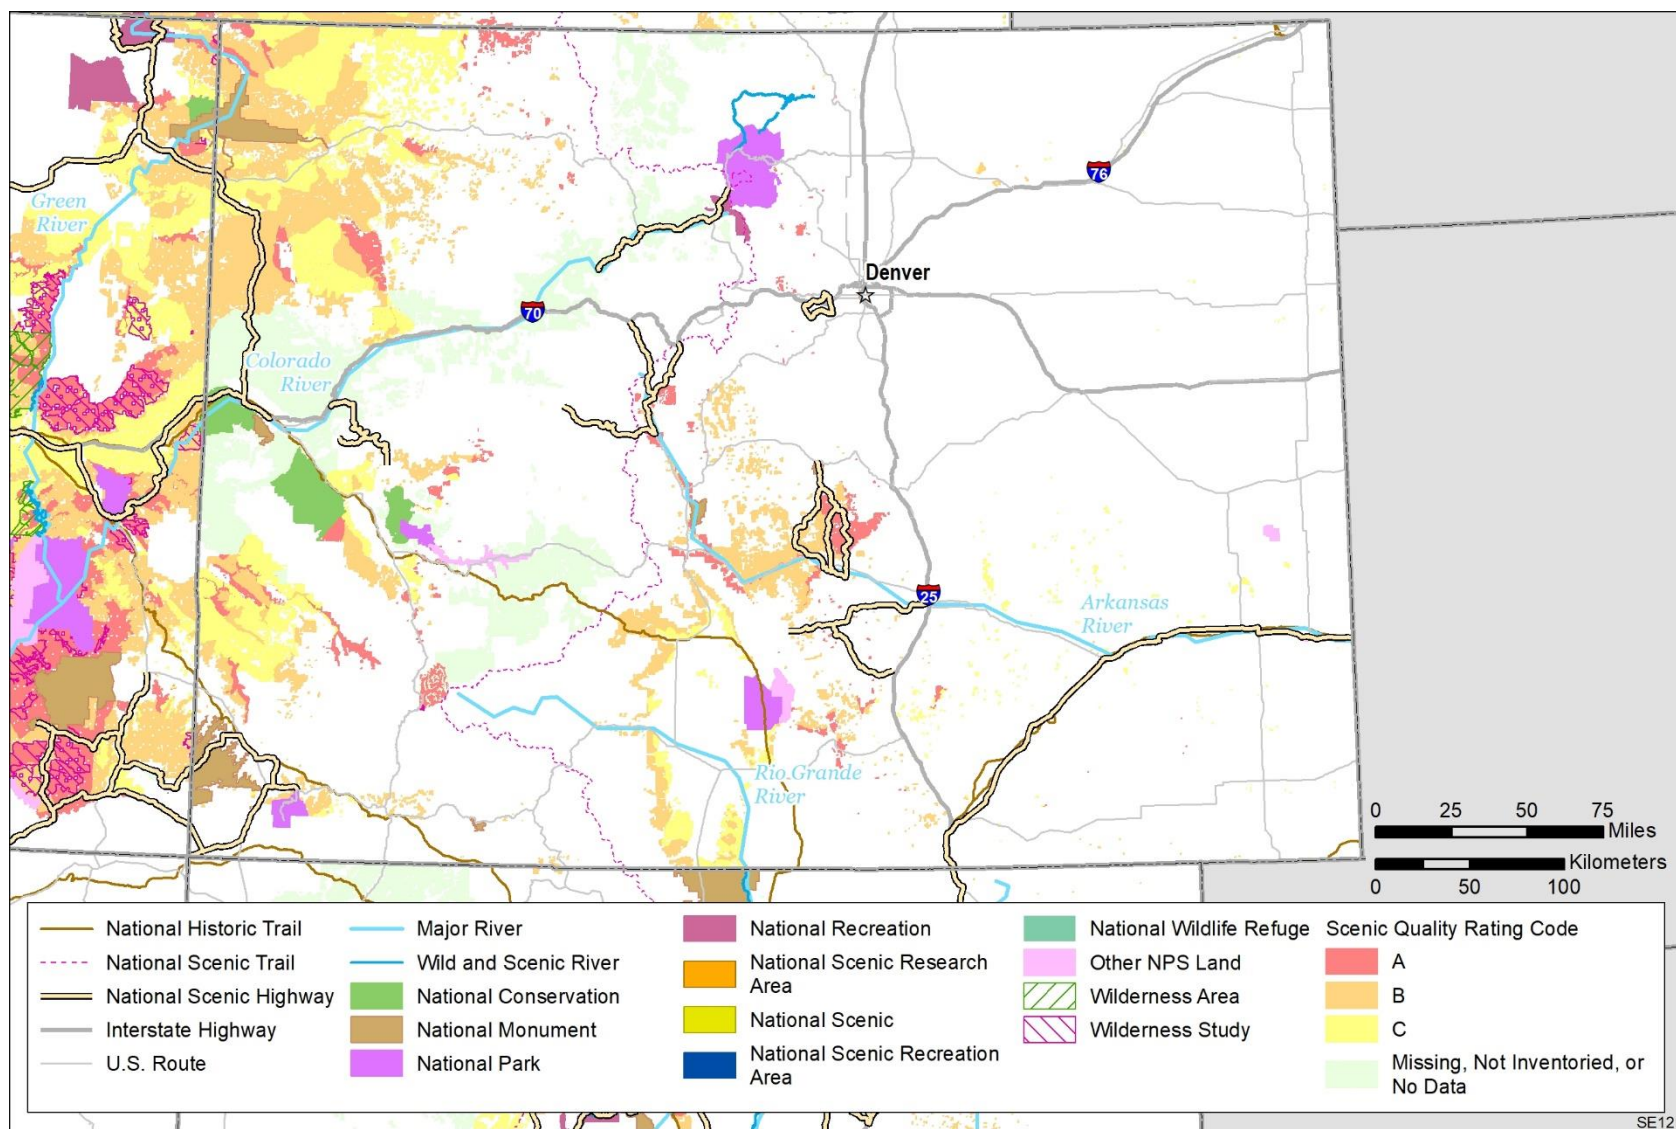 76
Green
River
Denver
70
Colorado
River
25
Arkansas
River
Rio Grande
River
0 25 50 75
Miles
Kilometers
0 50 100
National Historic Trail
National Scenic Trail
National Scenic Highway
Interstate Highway
U.S. Route
Major River
Wild and Scenic River
National Conservation
National Monument
National Park
National Recreation
National Scenic Research
Area
National Scenic
National Scenic Recreation
Area
National Wildlife Refuge
Other NPS Land
Wilderness Area
Wilderness Study
Scenic Quality Rating Code
A
B
C
Missing, Not Inventoried, or
No Data
SE12